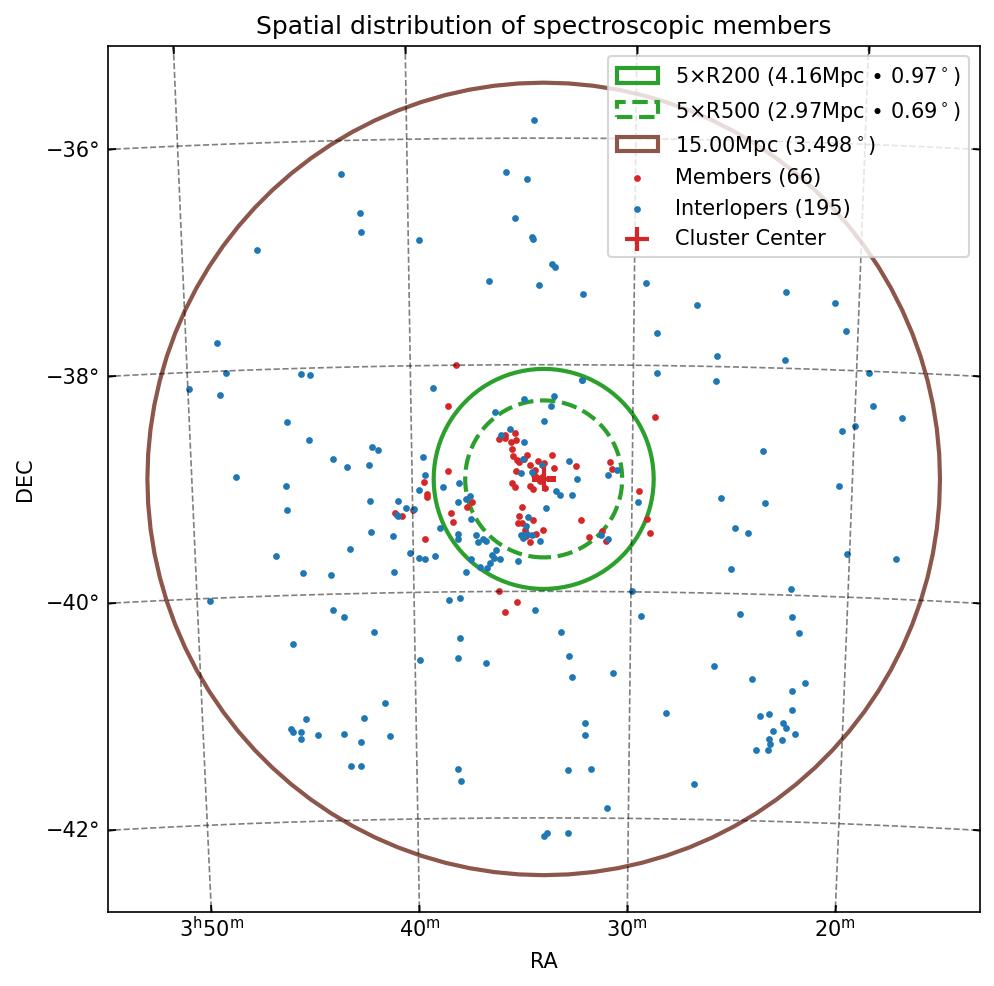 Spatial distribution of spectroscopic members
5×R200 (4.16Mpc • 0.97°)
5×R500 (2.97Mpc • 0.69°)
15.00Mpc (3.498°)
Members (66)
Interlopers (195)
Cluster Center
−36°
−38°
−40°
−42°
DEC
3ʰ50ᵐ 40ᵐ 30ᵐ 20ᵐ
RA